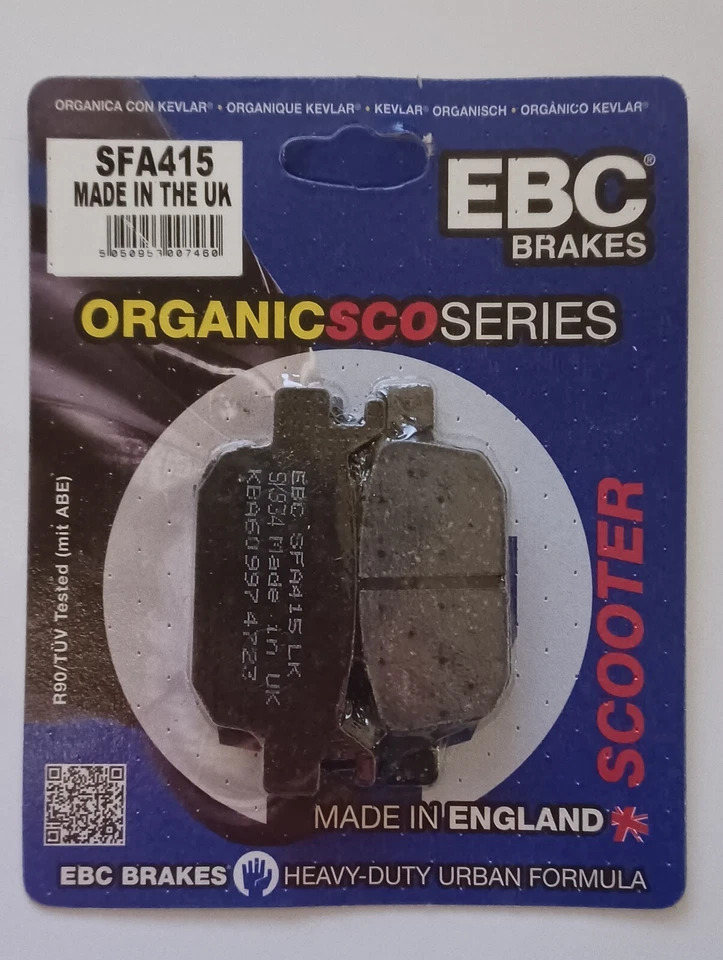 ORGANICA CON KEVLAR® • ORGANIQUE KEVLAR® • KEVLAR® ORGANISCH • ORGÁNICO KEVLAR®
SFA415
MADE IN THE UK
5 050953 007460
EBC®
BRAKES
ORGANICSCOSERIES
EBC SFA415 LK
Made in UK
KBA60997 4723
R90/TÜV Tested (mit ABE)
SCOOTER
MADE IN ENGLAND
EBC BRAKES® HEAVY-DUTY URBAN FORMULA